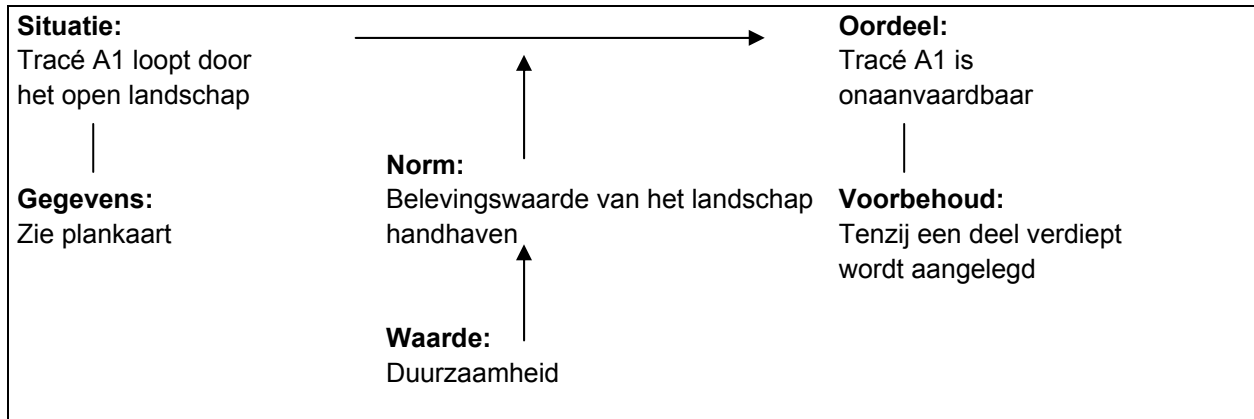 Situatie:
Tracé A1 loopt door
het open landschap
Gegevens:
Zie plankaart
Norm:
Belevingswaarde van het landschap
handhaven
Waarde:
Duurzaamheid
Oordeel:
Tracé A1 is
onaanvaardbaar
Voorbehoud:
Tenzij een deel verdiept
wordt aangelegd